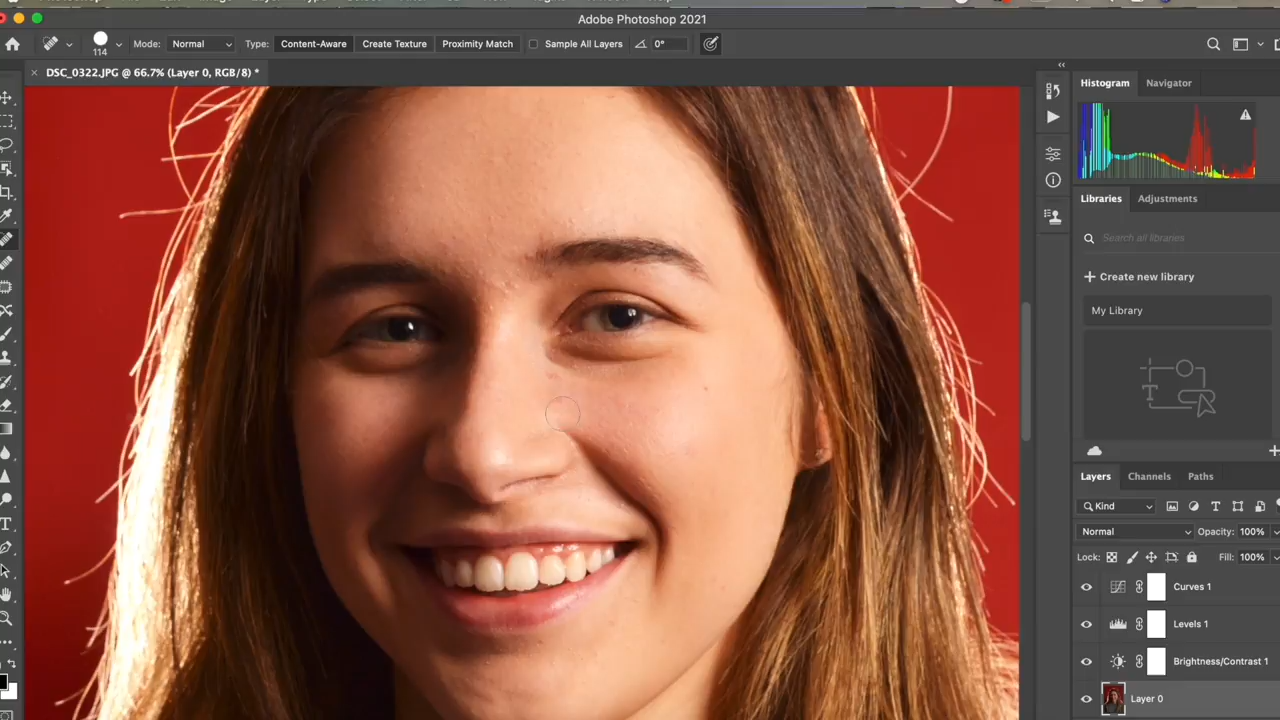 Adobe Photoshop 2021
114
Mode: Normal
Type: Content-Aware Create Texture Proximity Match
Sample All Layers
0°
× DSC_0322.JPG @ 66.7% (Layer 0, RGB/8) *
Histogram Navigator
Libraries Adjustments
Search all libraries
+ Create new library
My Library
Layers Channels Paths
Kind
Normal Opacity: 100%
Lock: Fill: 100%
Curves 1
Levels 1
Brightness/Contrast 1
Layer 0